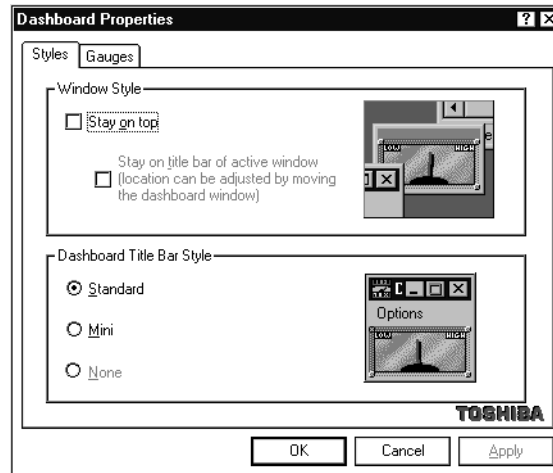 Dashboard Properties
Styles
Gauges
Window Style
Stay on top
Stay on title bar of active window
(location can be adjusted by moving
the dashboard window)
LOW HIGH
Dashboard Title Bar Style
Standard
Mini
None
Options
LOW HIGH
TOSHIBA
OK
Cancel
Apply